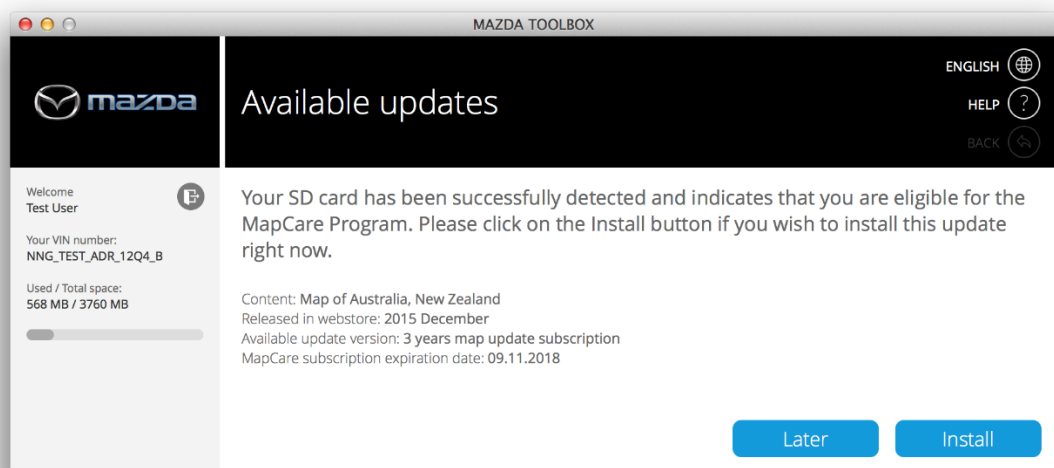 MAZDA TOOLBOX
mazda
Available updates
ENGLISH
HELP
?
BACK
Welcome
Test User
Your VIN number:
NNG_TEST_ADR_12Q4_B
Used / Total space:
568 MB / 3760 MB
Your SD card has been successfully detected and indicates that you are eligible for the
MapCare Program. Please click on the Install button if you wish to install this update
right now.
Content: Map of Australia, New Zealand
Released in webstore: 2015 December
Available update version: 3 years map update subscription
MapCare subscription expiration date: 09.11.2018
Later
Install